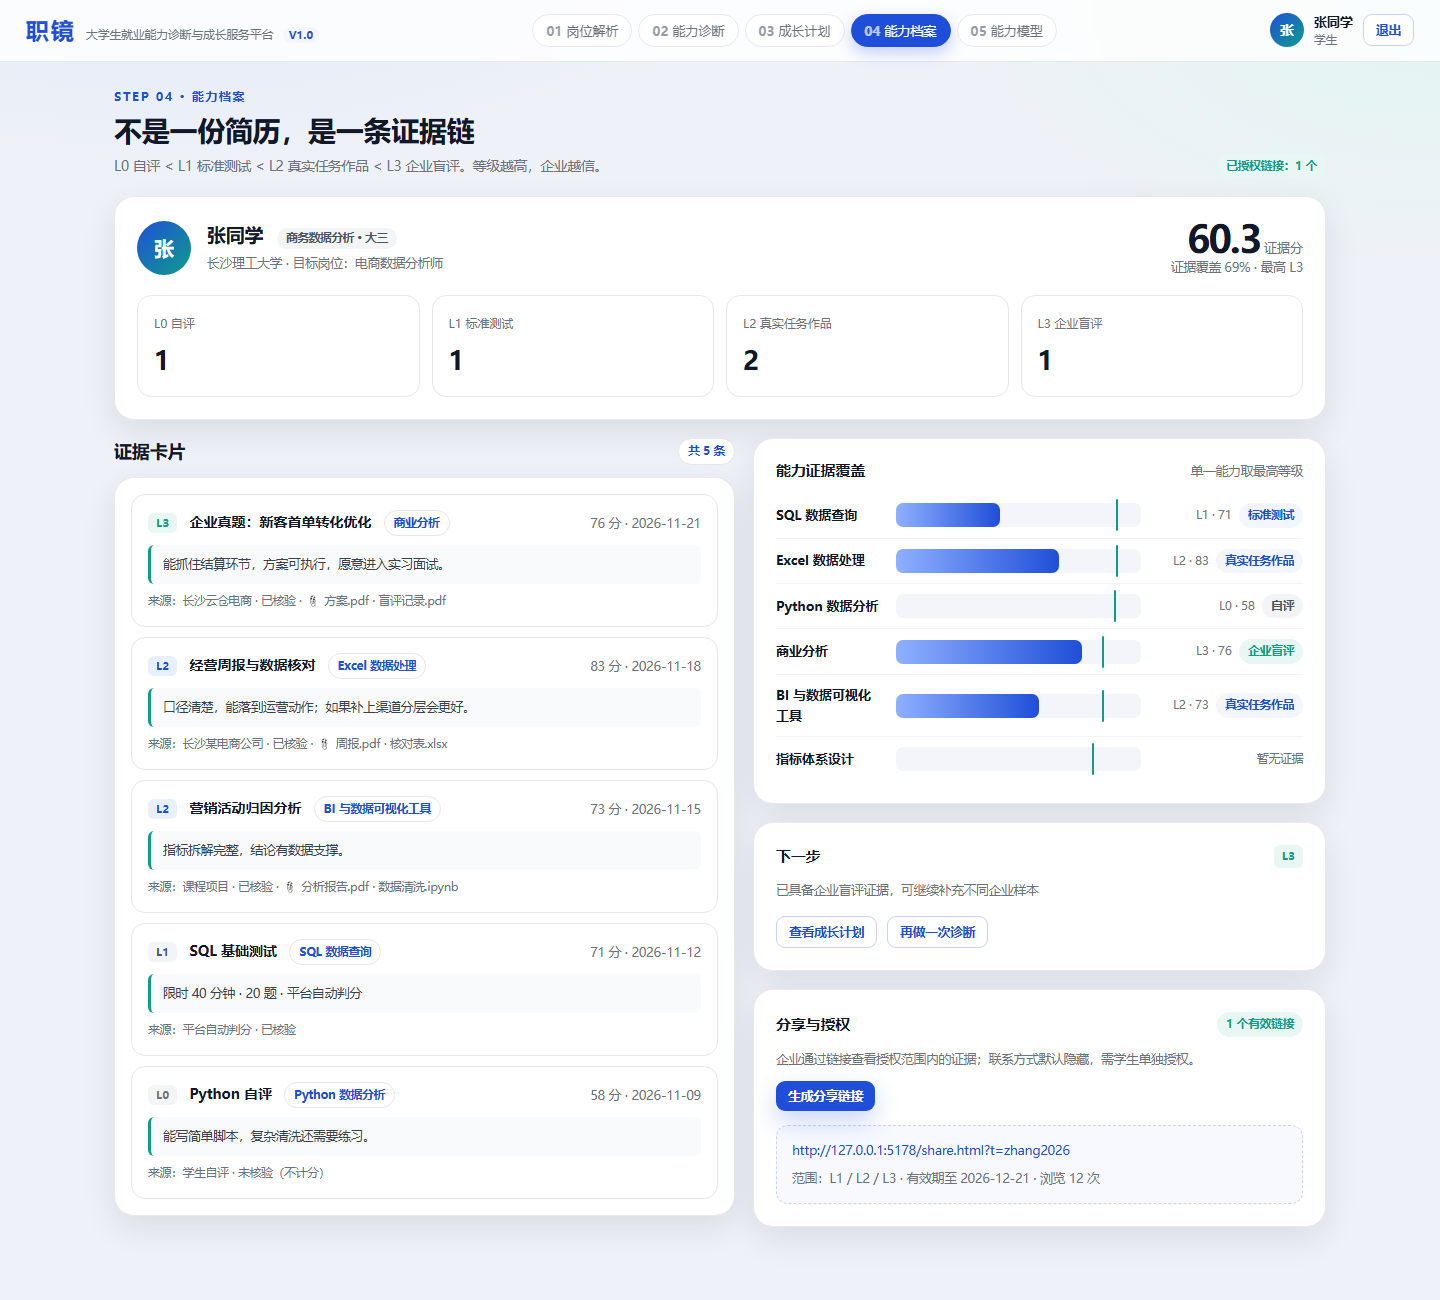 职镜 大学生就业能力诊断与成长服务平台 V1.0
01 岗位解析 02 能力诊断 03 成长计划 04 能力档案 05 能力模型
张 张同学 学生 退出
STEP 04 • 能力档案
不是一份简历，是一条证据链
L0 自评 < L1 标准测试 < L2 真实任务作品 < L3 企业盲评。等级越高，企业越信。
已授权链接：1 个
张 张同学 商务数据分析 • 大三
长沙理工大学 · 目标岗位：电商数据分析师
60.3 证据分
证据覆盖 69% · 最高 L3
L0 自评
1
L1 标准测试
1
L2 真实任务作品
2
L3 企业盲评
1
证据卡片 共 5 条
L3 企业真题：新客首单转化优化 商业分析 76 分 · 2026-11-21
能抓住结算环节，方案可执行，愿意进入实习面试。
来源：长沙云仓电商 · 已核验 · 方案.pdf · 盲评记录.pdf
L2 经营周报与数据核对 Excel 数据处理 83 分 · 2026-11-18
口径清楚，能落到运营动作；如果补上渠道分层会更好。
来源：长沙某电商公司 · 已核验 · 周报.pdf · 核对表.xlsx
L2 营销活动归因分析 BI 与数据可视化工具 73 分 · 2026-11-15
指标拆解完整，结论有数据支撑。
来源：课程项目 · 已核验 · 分析报告.pdf · 数据清洗.ipynb
L1 SQL 基础测试 SQL 数据查询 71 分 · 2026-11-12
限时 40 分钟 · 20 题 · 平台自动判分
来源：平台自动判分 · 已核验
L0 Python 自评 Python 数据分析 58 分 · 2026-11-09
能写简单脚本，复杂清洗还需要练习。
来源：学生自评 · 未核验（不计分）
能力证据覆盖 单一能力取最高等级
SQL 数据查询 L1 · 71 标准测试
Excel 数据处理 L2 · 83 真实任务作品
Python 数据分析 L0 · 58 自评
商业分析 L3 · 76 企业盲评
BI 与数据可视化
工具 L2 · 73 真实任务作品
指标体系设计 暂无证据
下一步 L3
已具备企业盲评证据，可继续补充不同企业样本
查看成长计划 再做一次诊断
分享与授权 1 个有效链接
企业通过链接查看授权范围内的证据；联系方式默认隐藏，需学生单独授权。
生成分享链接
http://127.0.0.1:5178/share.html?t=zhang2026
范围：L1 / L2 / L3 · 有效期至 2026-12-21 · 浏览 12 次